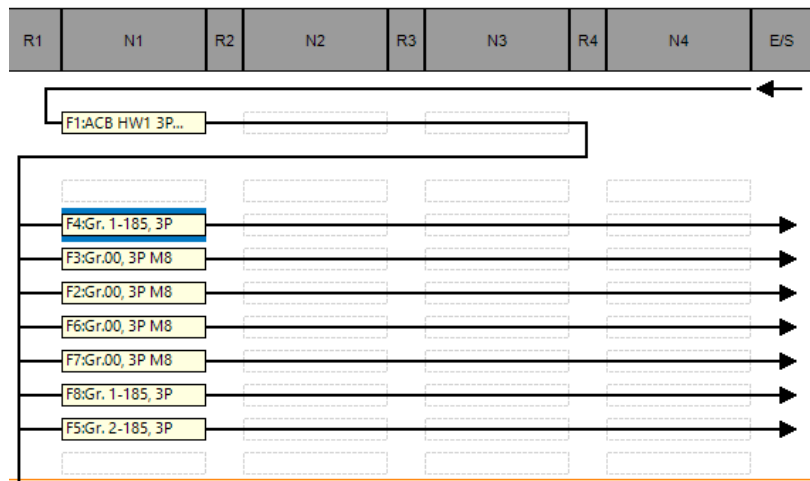 R1 N1 R2 N2 R3 N3 R4 N4 E/S
F1:ACB HW1 3P...
F4:Gr. 1-185, 3P
F3:Gr.00, 3P M8
F2:Gr.00, 3P M8
F6:Gr.00, 3P M8
F7:Gr.00, 3P M8
F8:Gr. 1-185, 3P
F5:Gr. 2-185, 3P